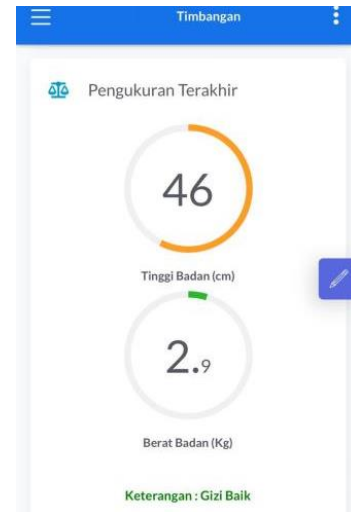 Timbangan
Pengukuran Terakhir
46
Tinggi Badan (cm)
2.9
Berat Badan (Kg)
Keterangan : Gizi Baik